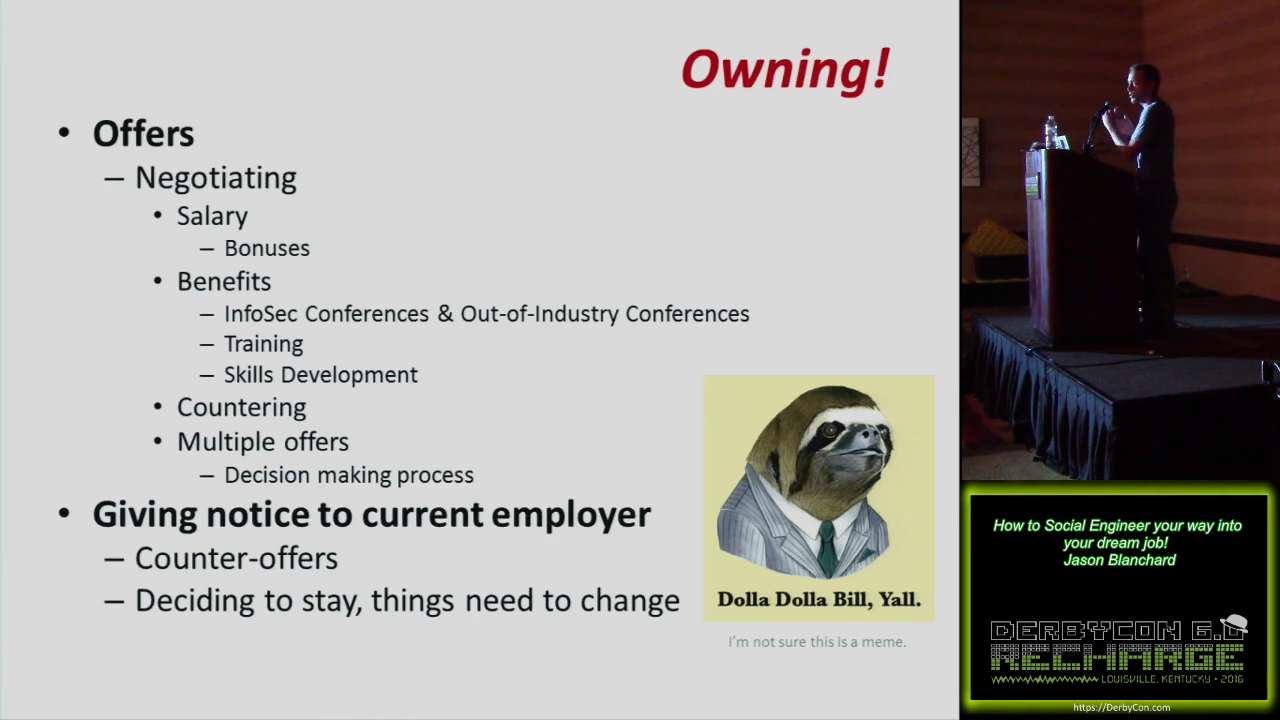 Owning!
• Offers
– Negotiating
• Salary
– Bonuses
• Benefits
– InfoSec Conferences & Out-of-Industry Conferences
– Training
– Skills Development
• Countering
• Multiple offers
– Decision making process
• Giving notice to current employer
– Counter-offers
– Deciding to stay, things need to change
Dolla Dolla Bill, Yall.
I'm not sure this is a meme.
How to Social Engineer your way into
your dream job!
Jason Blanchard
DERBYCON 6.0
RECHARGE
LOUISVILLE, KENTUCKY • 2016
https://DerbyCon.com